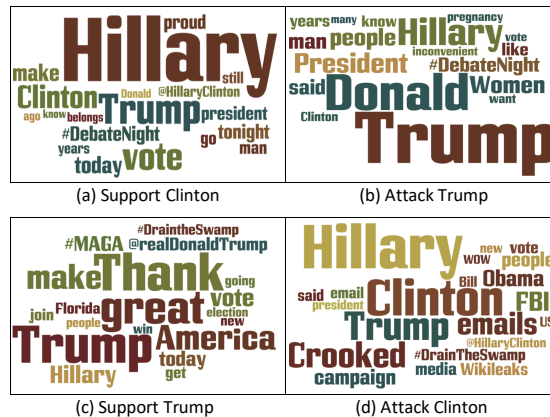 proud
Hillary
make still
Clinton Donald @HillaryClinton
ago know belongs Trump president
#DebateNight go tonight
years man
today vote
(a) Support Clinton
years many know pregnancy
man people Hillary vote
inconvenient like
President #DebateNight
said Donald Women
want
Clinton
Trump
(b) Attack Trump
#DraintheSwamp
#MAGA @realDonaldTrump
make Thank going
join Florida great vote
people election
win new
Trump America
today
Hillary get
(c) Support Trump
Hillary new vote
wow people
Bill Obama
said email Clinton FBI
president
Trump emails US
@HillaryClinton
Crooked #DrainTheSwamp
campaign media Wikileaks
(d) Attack Clinton